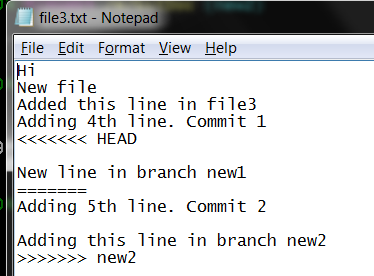 file3.txt - Notepad
File Edit Format View Help
Hi
New file
Added this line in file3
Adding 4th line. Commit 1
<<<<<<< HEAD
New line in branch new1
=======
Adding 5th line. Commit 2
Adding this line in branch new2
>>>>>>> new2